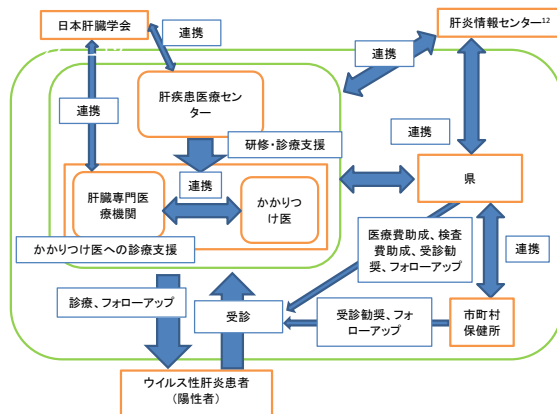 日本肝臓学会
連携
肝炎情報センター¹²
連携
肝疾患医療セン
ター
連携
研修・診療支援
連携
連携
肝臓専門医
療機関
かかりつ
け医
県
かかりつけ医への診療支援
医療費助成、検査
費助成、受診勧
奨、フォローアップ
連携
診療、フォローアップ
受診
受診勧奨、フォ
ローアップ
市町村
保健所
ウイルス性肝炎患者
（陽性者）